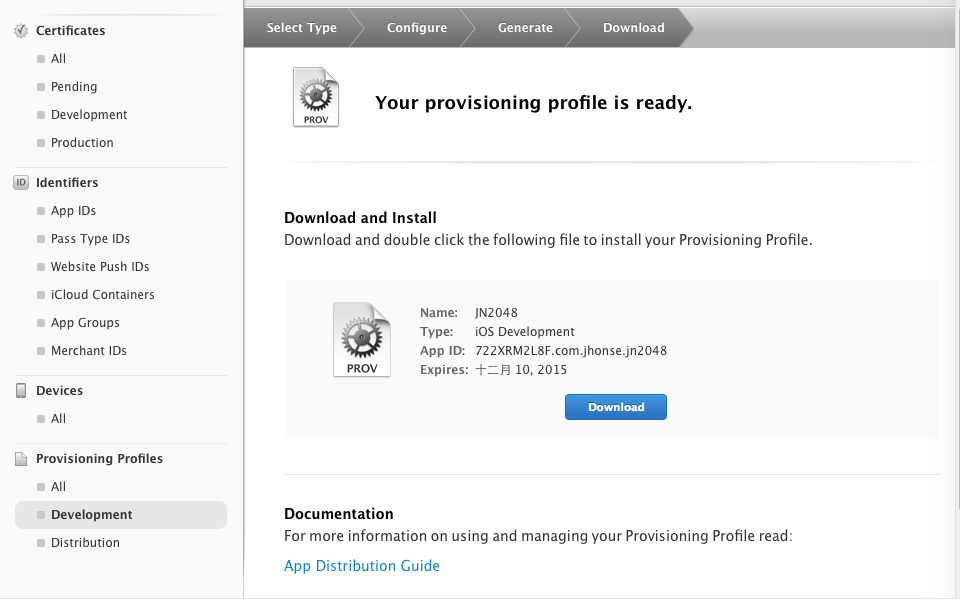 Certificates
All
Pending
Development
Production
ID Identifiers
App IDs
Pass Type IDs
Website Push IDs
iCloud Containers
App Groups
Merchant IDs
Devices
All
Provisioning Profiles
All
Development
Distribution
Select Type Configure Generate Download
PROV
Your provisioning profile is ready.
Download and Install
Download and double click the following file to install your Provisioning Profile.
PROV
Name: JN2048
Type: iOS Development
App ID: 722XRM2L8F.com.jhonse.jn2048
Expires: 十二月 10, 2015
Download
Documentation
For more information on using and managing your Provisioning Profile read:
App Distribution Guide